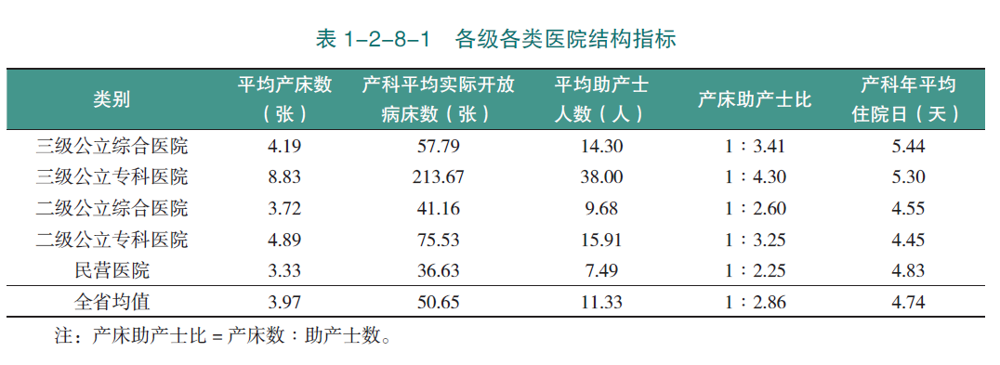 表 1-2-8-1 各级各类医院结构指标
类别 平均产床数（张） 产科平均实际开放病床数（张） 平均助产士人数（人） 产床助产士比 产科年平均住院日（天）
三级公立综合医院 4.19 57.79 14.30 1∶3.41 5.44
三级公立专科医院 8.83 213.67 38.00 1∶4.30 5.30
二级公立综合医院 3.72 41.16 9.68 1∶2.60 4.55
二级公立专科医院 4.89 75.53 15.91 1∶3.25 4.45
民营医院 3.33 36.63 7.49 1∶2.25 4.83
全省均值 3.97 50.65 11.33 1∶2.86 4.74
注：产床助产士比 = 产床数∶助产士数。